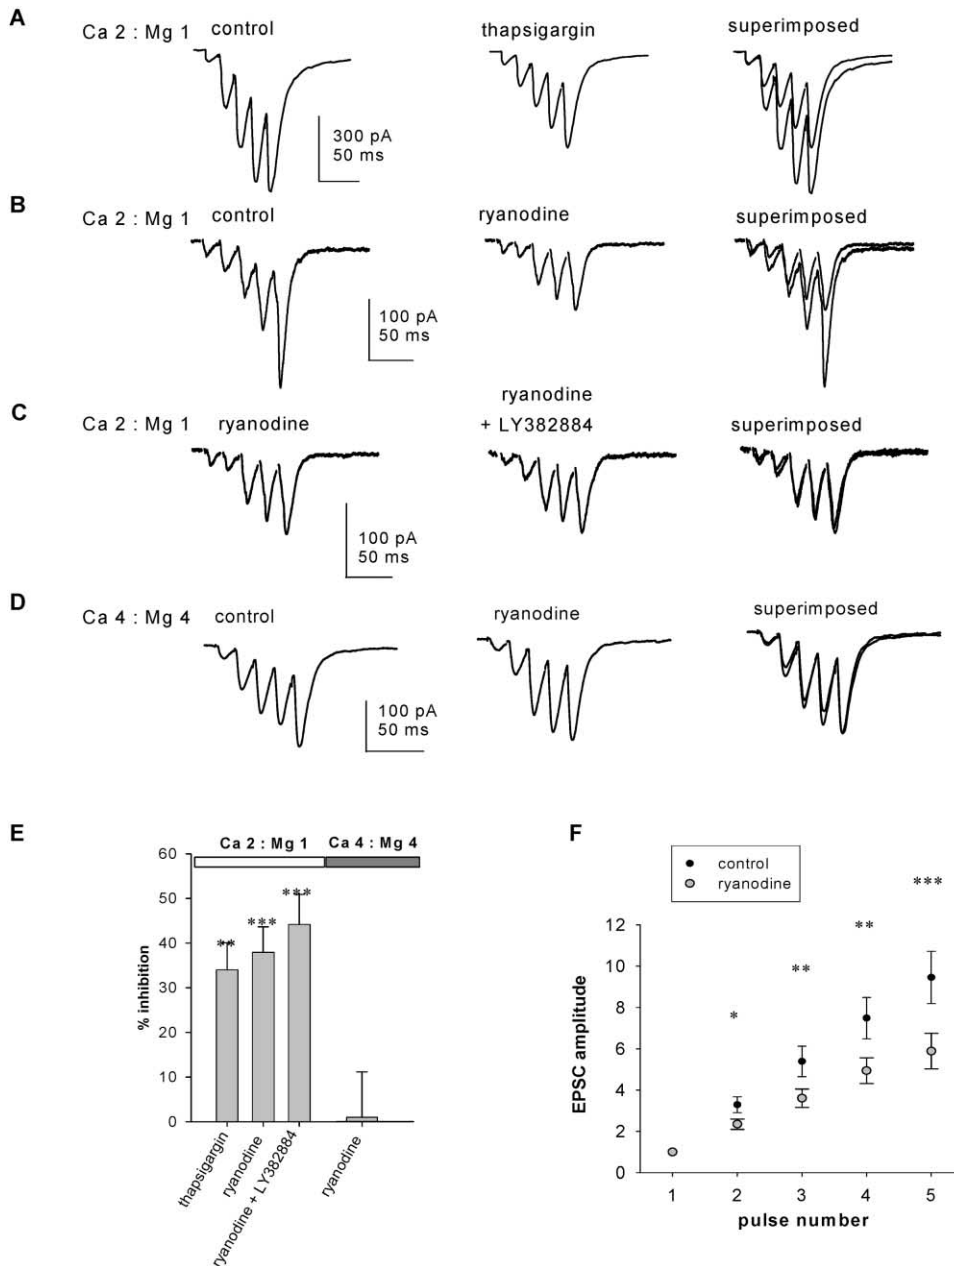 A
Ca 2 : Mg 1 control thapsigargin superimposed
300 pA
50 ms
B
Ca 2 : Mg 1 control ryanodine superimposed
100 pA
50 ms
C
Ca 2 : Mg 1 ryanodine ryanodine + LY382884 superimposed
100 pA
50 ms
D
Ca 4 : Mg 4 control ryanodine superimposed
100 pA
50 ms
E
Ca 2 : Mg 1 Ca 4 : Mg 4
% inhibition
60
50
40
30
20
10
0
** *** ***
thapsigargin
ryanodine
ryanodine + LY382884
ryanodine
F
control
ryanodine
* ** ** ***
EPSC amplitude
12
10
8
6
4
2
0
1 2 3 4 5
pulse number